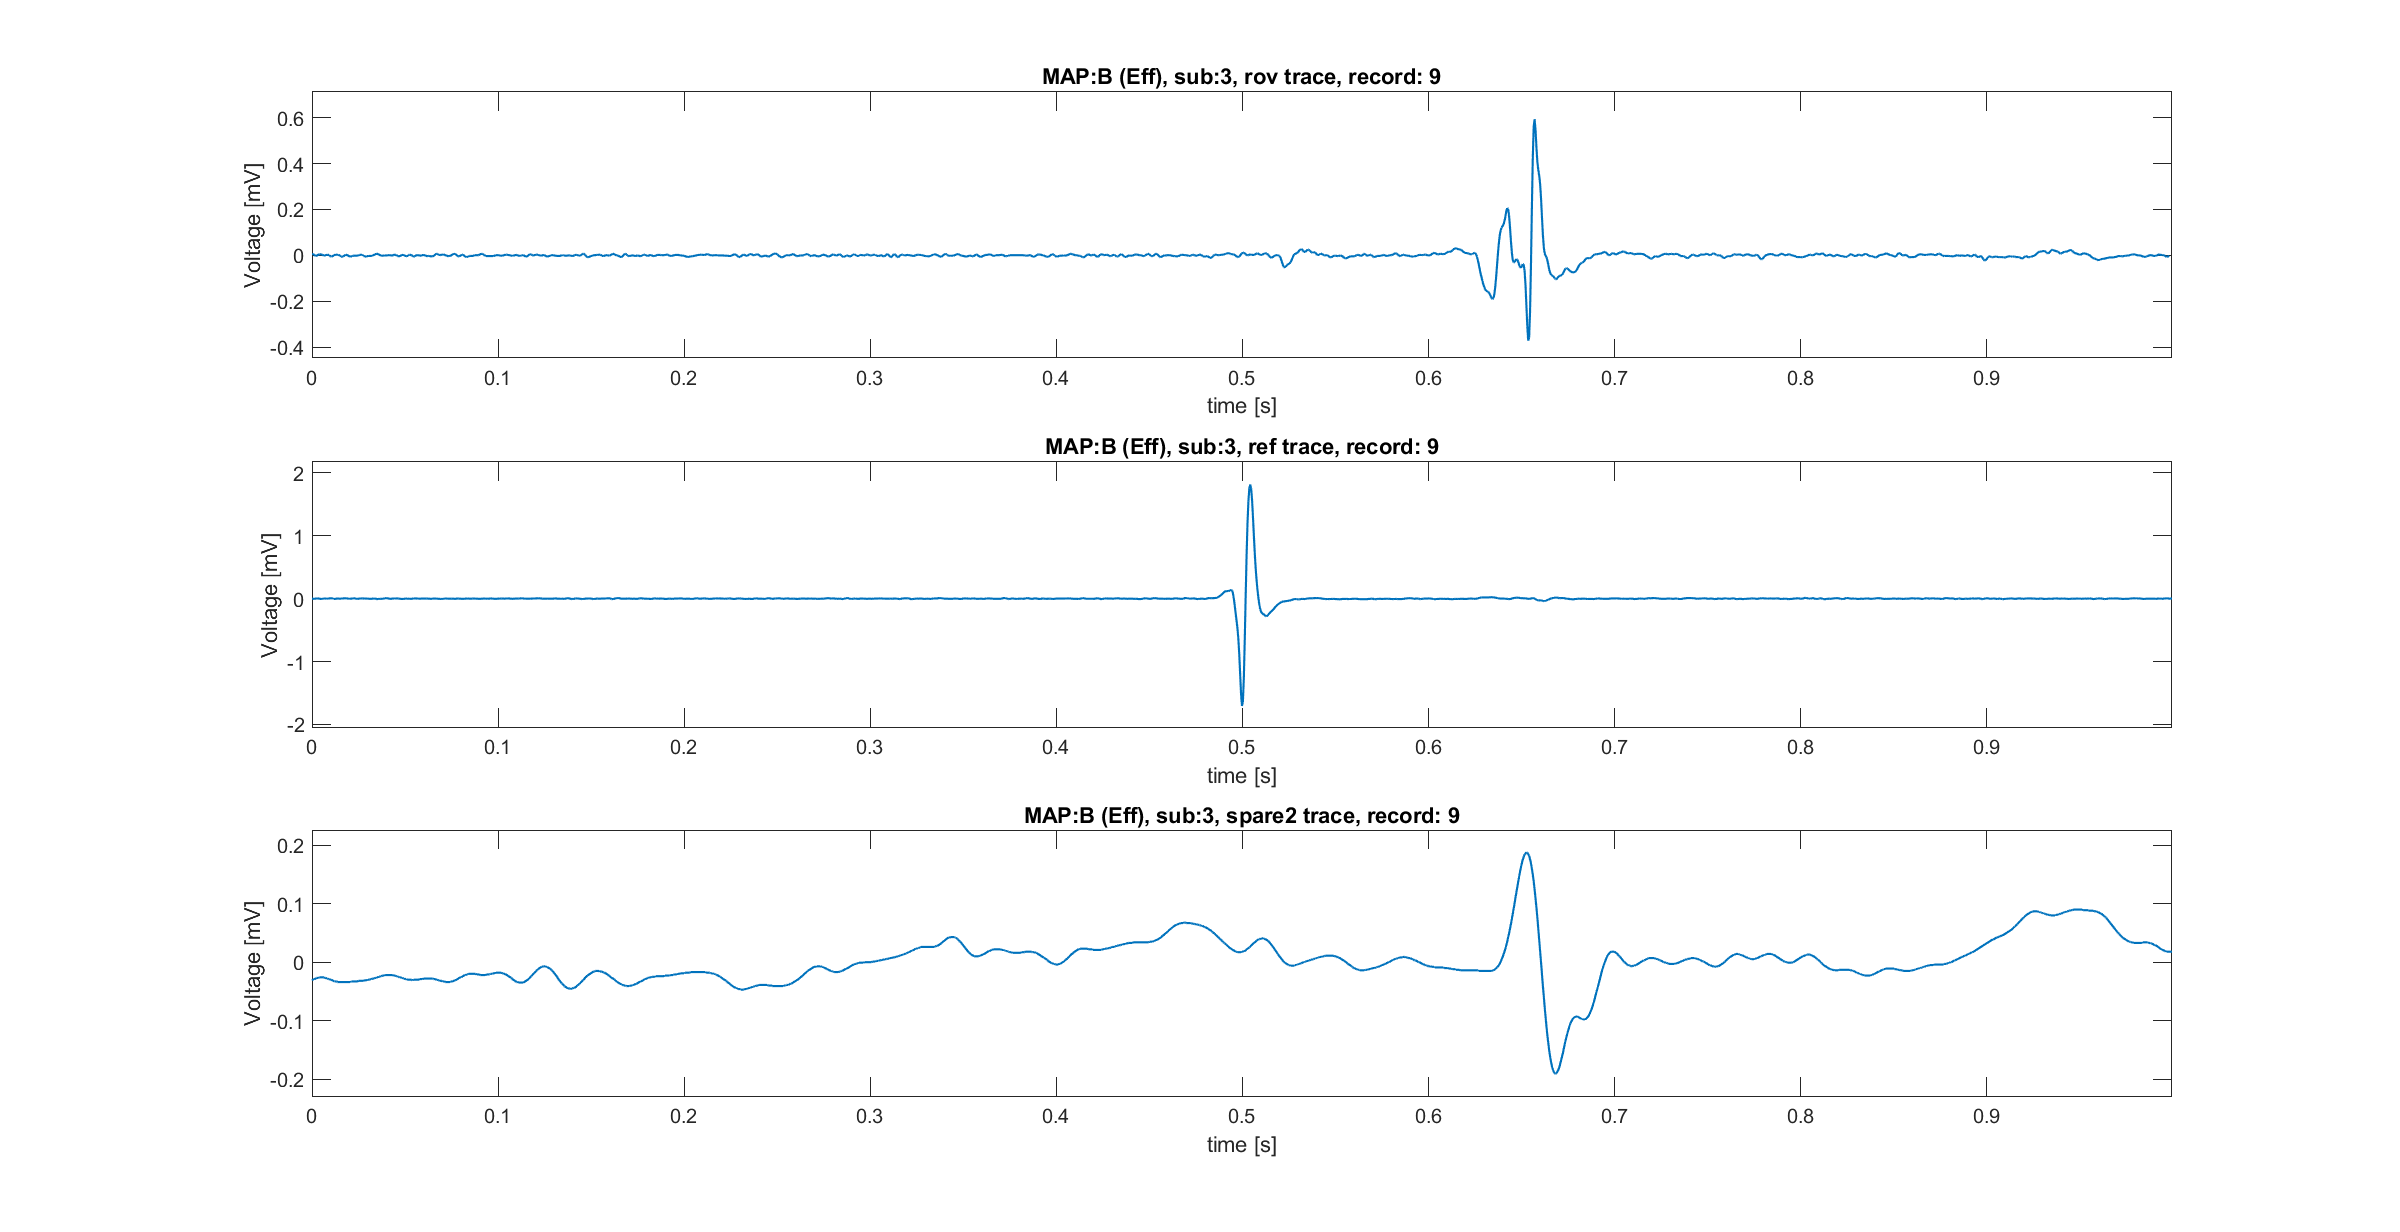 MAP:B (Eff), sub:3, rov trace, record: 9
Voltage [mV]
0.6
0.4
0.2
0
-0.2
-0.4
0 0.1 0.2 0.3 0.4 0.5 0.6 0.7 0.8 0.9
time [s]
MAP:B (Eff), sub:3, ref trace, record: 9
Voltage [mV]
2
1
0
-1
-2
0 0.1 0.2 0.3 0.4 0.5 0.6 0.7 0.8 0.9
time [s]
MAP:B (Eff), sub:3, spare2 trace, record: 9
Voltage [mV]
0.2
0.1
0
-0.1
-0.2
0 0.1 0.2 0.3 0.4 0.5 0.6 0.7 0.8 0.9
time [s]